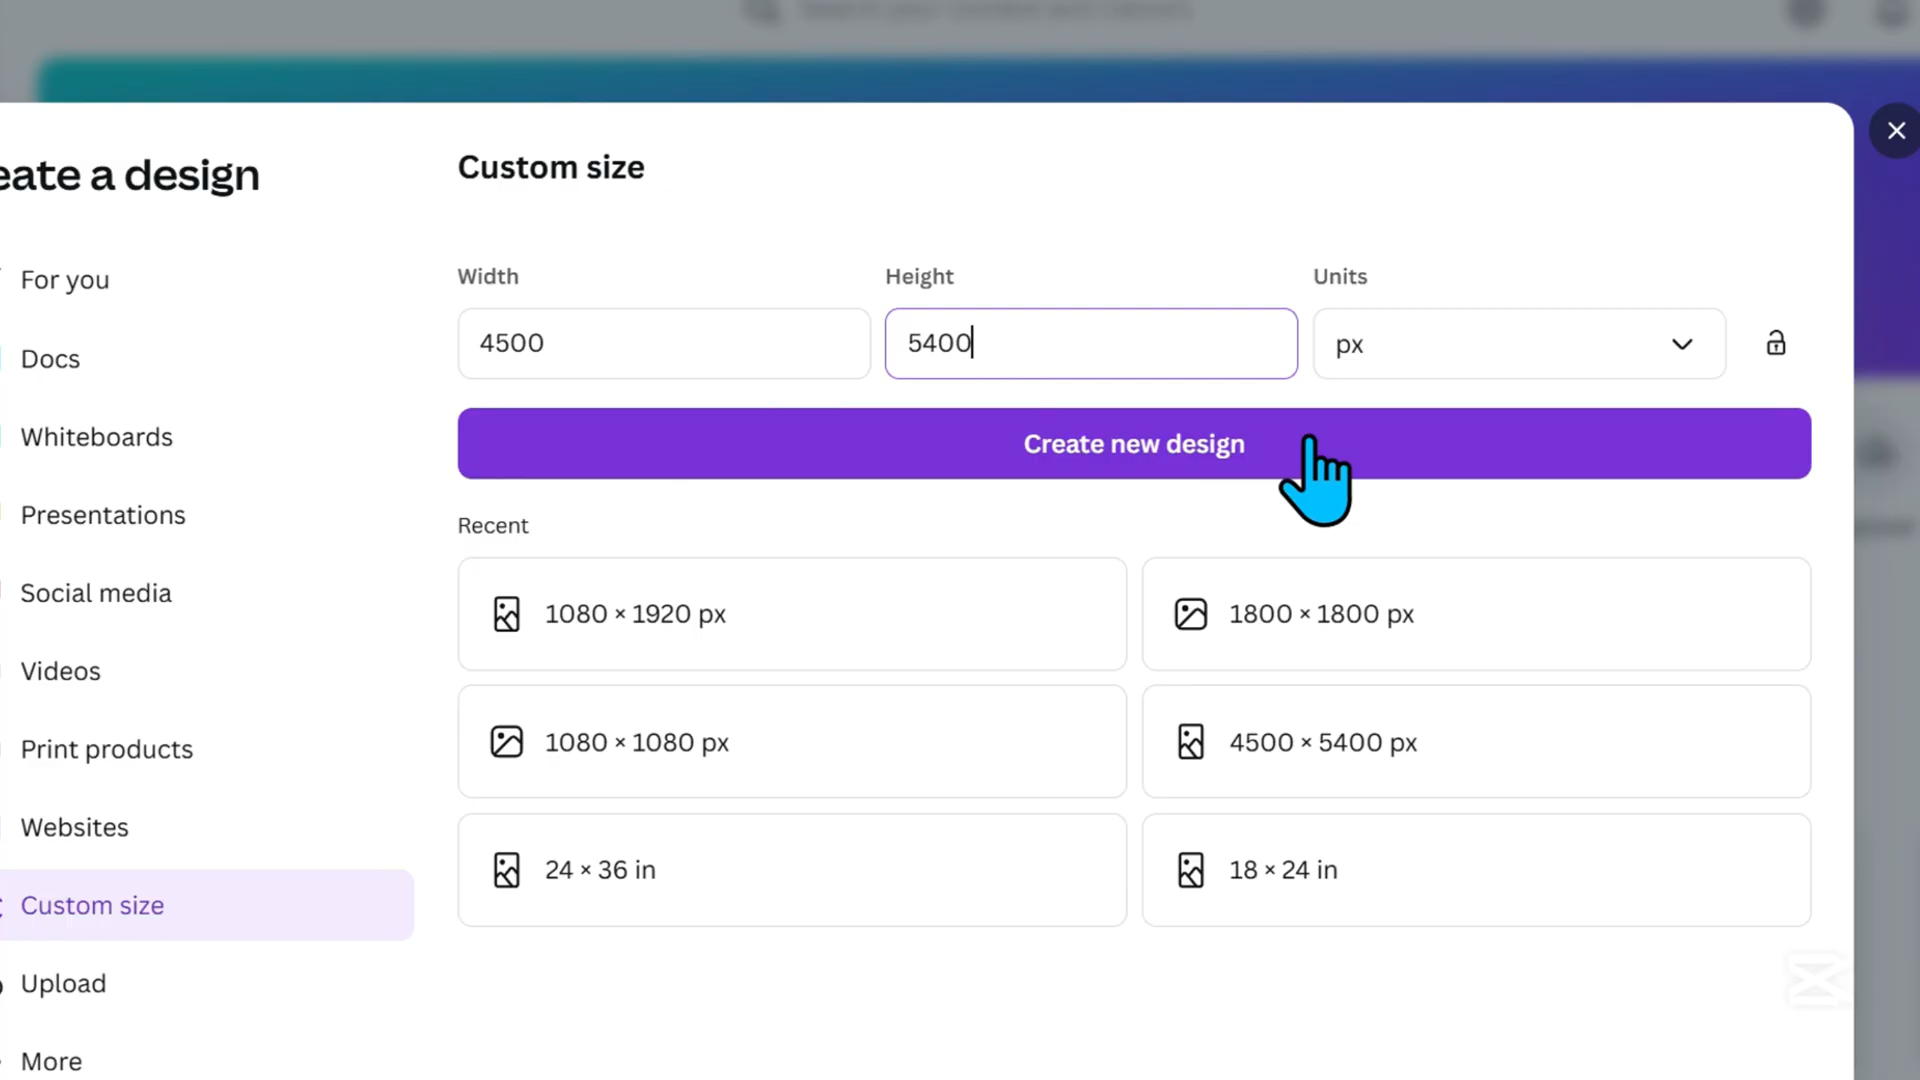 eate a design
For you
Docs
Whiteboards
Presentations
Social media
Videos
Print products
Websites
Custom size
Upload
More
Custom size
Width
Height
Units
4500
5400
px
Create new design
Recent
1080 × 1920 px
1800 × 1800 px
1080 × 1080 px
4500 × 5400 px
24 × 36 in
18 × 24 in